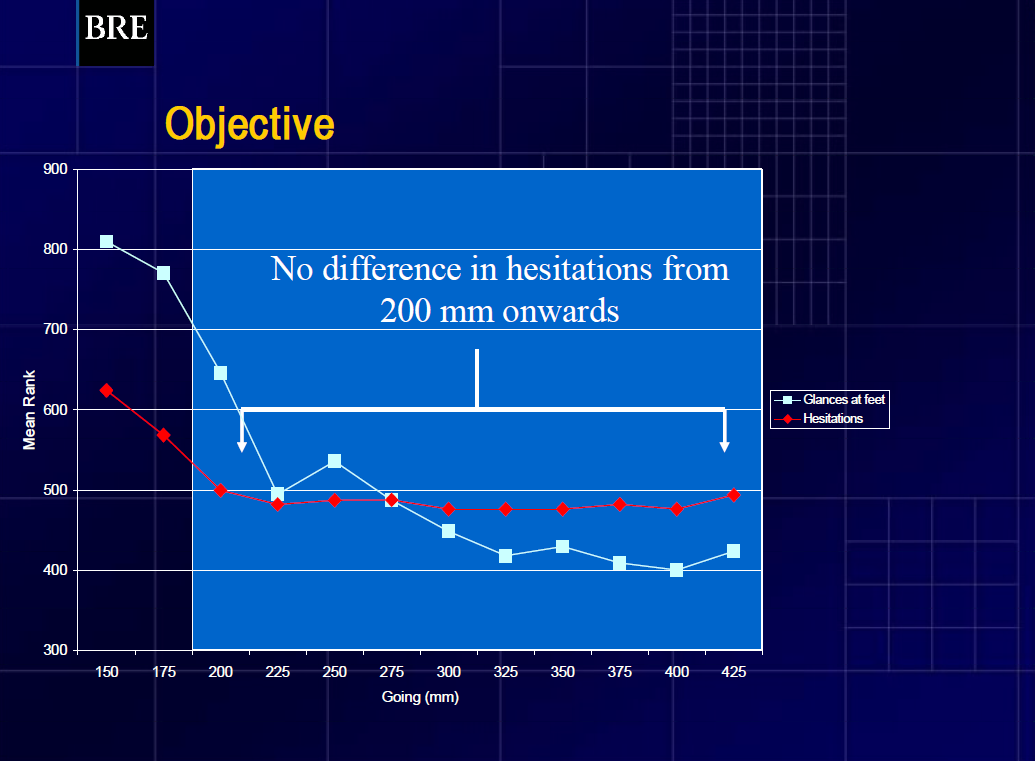 BRE
Objective
900
800
700
600
500
400
300
Mean Rank
No difference in hesitations from
200 mm onwards
Glances at feet
Hesitations
150 175 200 225 250 275 300 325 350 375 400 425
Going (mm)